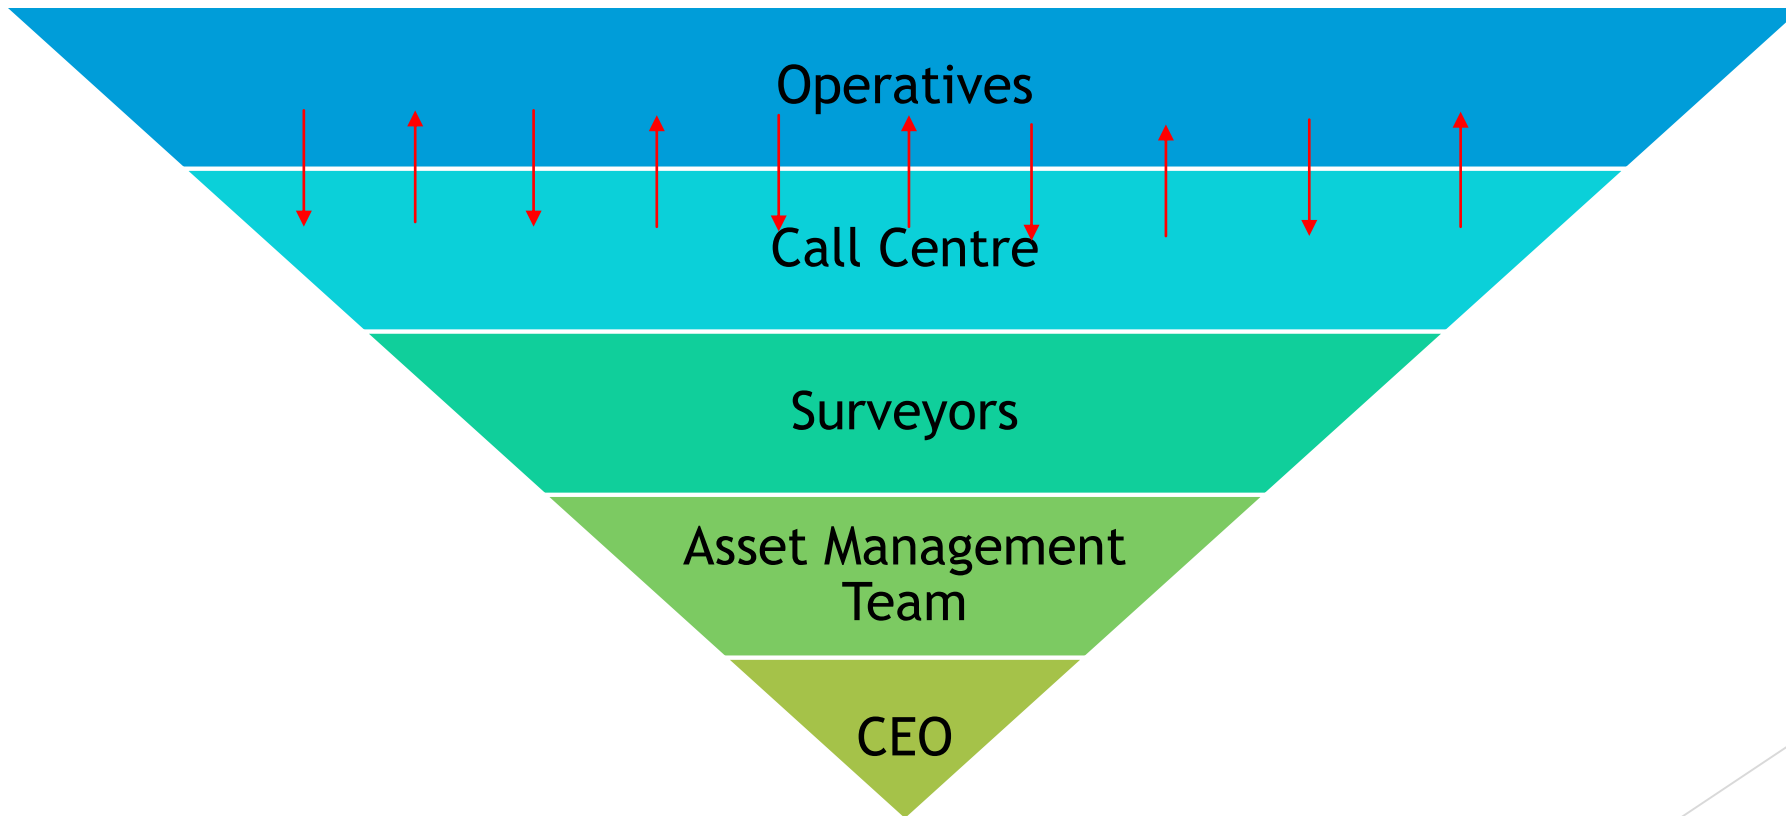 Operatives
Call Centre
Surveyors
Asset Management
Team
CEO